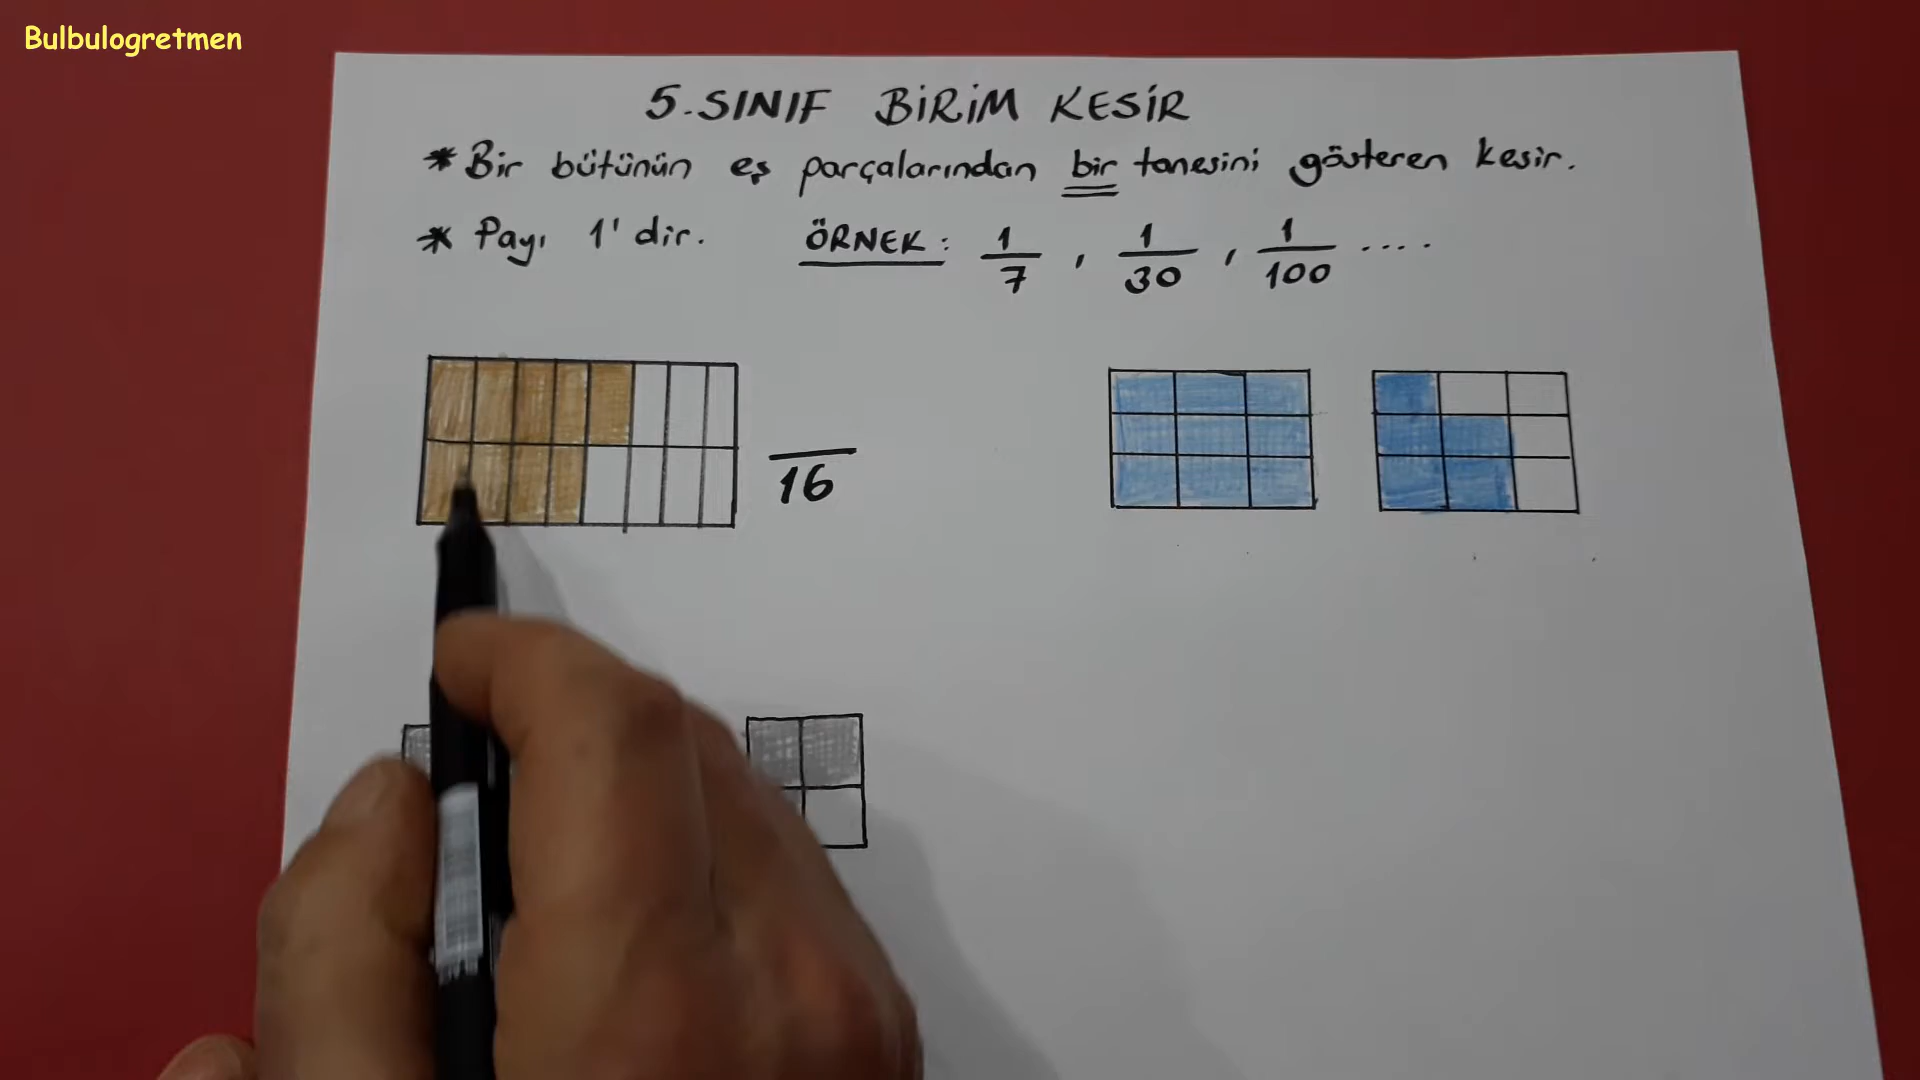 Bulbulogretmen
5.SINIF BİRİM KESİR
* Bir bütünün eş parçalarından bir tanesini gösteren kesir.
* Payı 1'dir. ÖRNEK: 1/7, 1/30, 1/100 ....
16